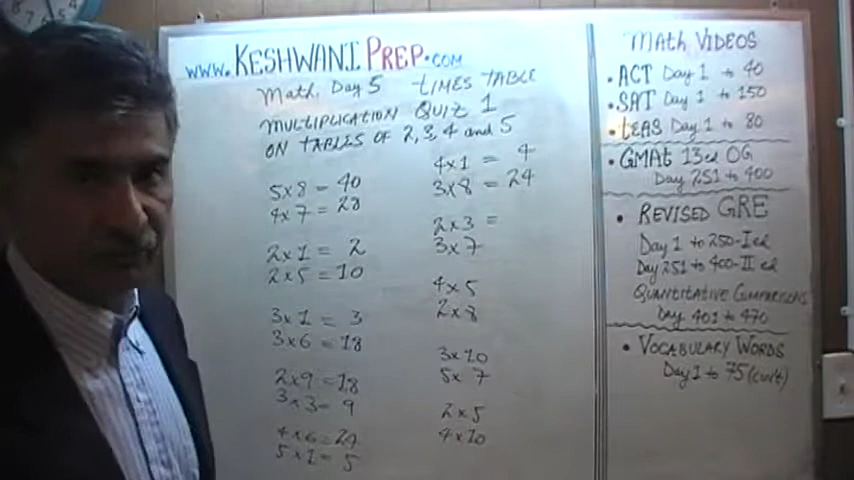 www.KESHWANI PREP.com
Math. Day 5 TIMES TABLE
MULTIPLICATION QUIZ 1
ON TABLES OF 2, 3, 4 and 5
5x8 = 40
4x7 = 28
2x1 = 2
2x5 = 10
3x1 = 3
3x6 = 18
2x9 = 18
3x3 = 9
4x6 = 24
5x1 = 5
4x1 = 4
3x8 = 24
2x3 =
3x7
4x5
2x8
3x10
5x7
2x5
4x10
Math VIDEOS
• ACT Day 1 to 40
• SAT Day 1 to 150
• tEAS Day 1 to 80
• GMAt 13ed OG
Day 251 to 400
• REVISED GRE
Day 1 to 250-I ed
Day 251 to 400-II ed
QUANtitAtive COMPARISONS
Day 401 to 470
• VOCABULARY WORDS
Day 1 to 75 (con't)